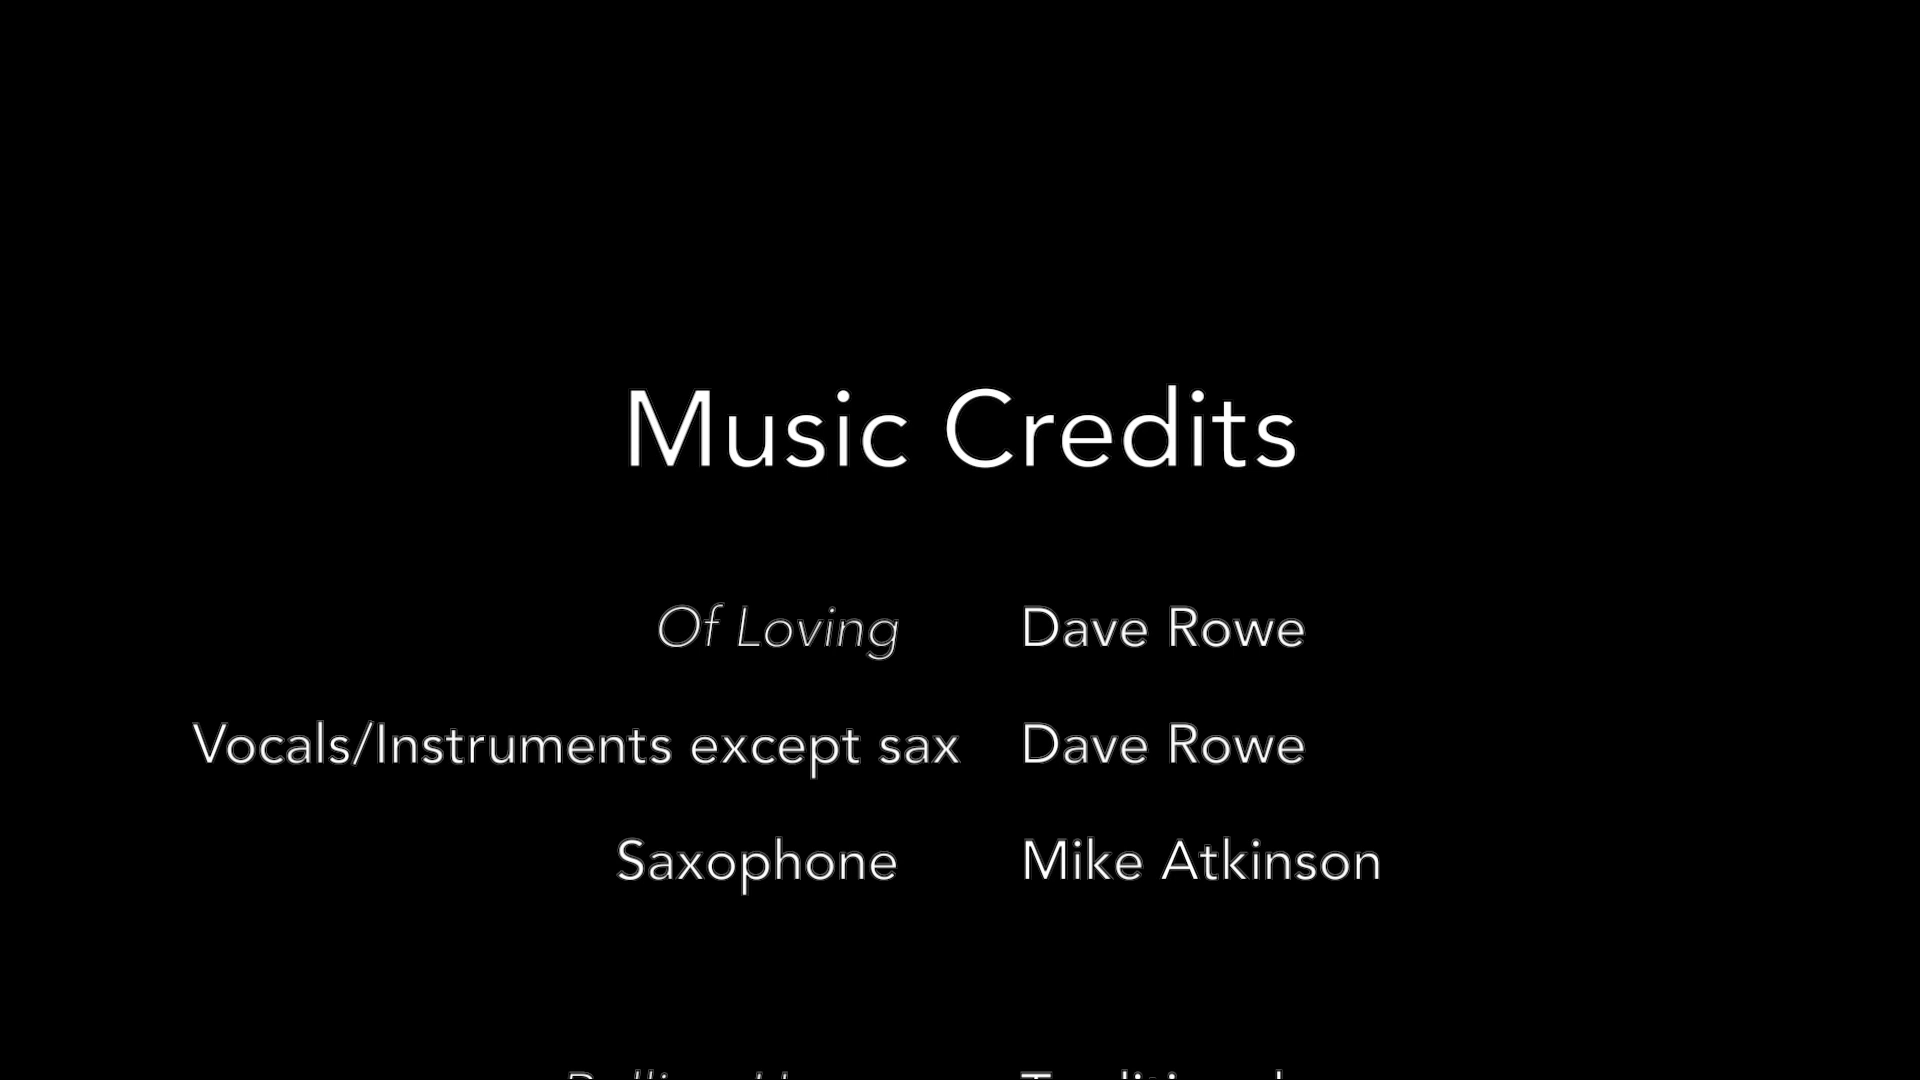 Music Credits
Of Loving Dave Rowe
Vocals/Instruments except sax Dave Rowe
Saxophone Mike Atkinson